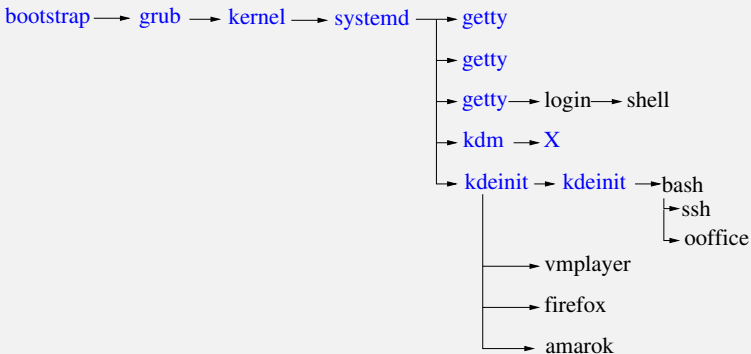 bootstrap grub kernel systemd getty
getty
getty login shell
kdm X
kdeinit kdeinit bash
ssh
ooffice
vmplayer
firefox
amarok